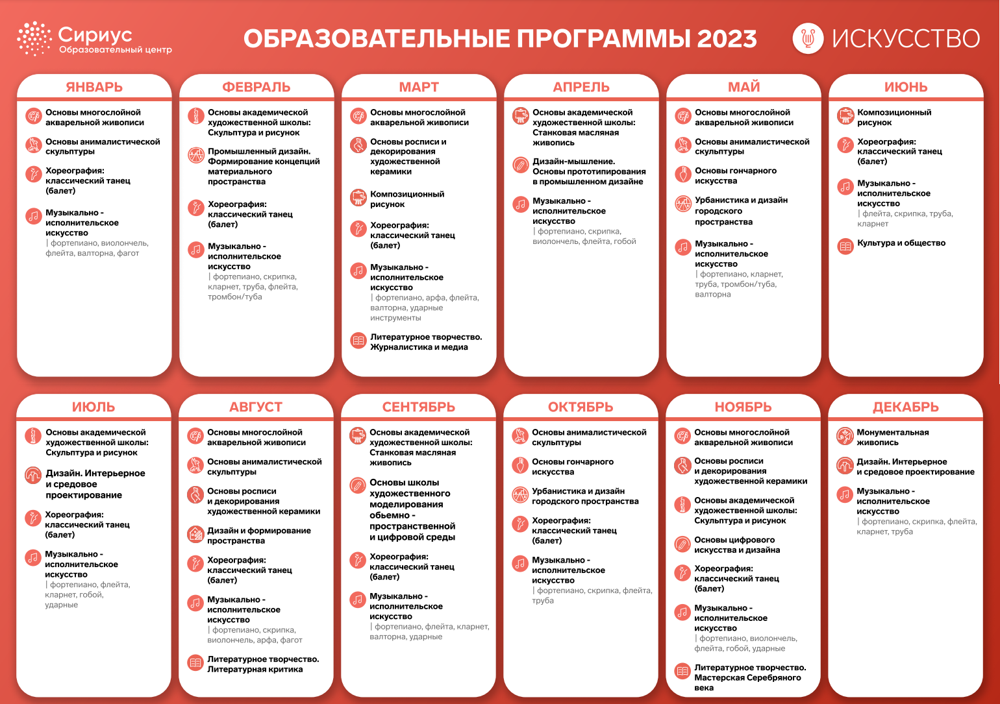 Сириус
Образовательный центр
ОБРАЗОВАТЕЛЬНЫЕ ПРОГРАММЫ 2023
ИСКУССТВО
ЯНВАРЬ
Основы многослойной
акварельной живописи
Основы анималистической
скульптуры
Хореография:
классический танец
(балет)
Музыкально -
исполнительское
искусство
| фортепиано, виолончель,
флейта, валторна, фагот
ФЕВРАЛЬ
Основы академической
художественной школы:
Скульптура и рисунок
Промышленный дизайн.
Формирование концепций
материального
пространства
Хореография:
классический танец
(балет)
Музыкально -
исполнительское
искусство
| фортепиано, скрипка,
кларнет, труба, флейта,
тромбон/туба
МАРТ
Основы многослойной
акварельной живописи
Основы росписи и
декорирования
художественной
керамики
Композиционный
рисунок
Хореография:
классический танец
(балет)
Музыкально -
исполнительское
искусство
| фортепиано, арфа, флейта,
валторна, ударные
инструменты
Литературное творчество.
Журналистика и медиа
АПРЕЛЬ
Основы академической
художественной школы:
Станковая масляная
живопись
Дизайн-мышление.
Основы прототипирования
в промышленном дизайне
Музыкально -
исполнительское
искусство
| фортепиано, скрипка,
виолончель, флейта, гобой
МАЙ
Основы многослойной
акварельной живописи
Основы анималистической
скульптуры
Основы гончарного
искусства
Урбанистика и дизайн
городского
пространства
Музыкально -
исполнительское
искусство
| фортепиано, кларнет,
труба, тромбон/туба,
валторна
ИЮНЬ
Композиционный
рисунок
Хореография:
классический танец
(балет)
Музыкально -
исполнительское
искусство
| флейта, скрипка, труба,
кларнет
Культура и общество
ИЮЛЬ
Основы академической
художественной школы:
Скульптура и рисунок
Дизайн. Интерьерное
и средовое
проектирование
Хореография:
классический танец
(балет)
Музыкально -
исполнительское
искусство
| фортепиано, флейта,
кларнет, гобой,
ударные
АВГУСТ
Основы многослойной
акварельной живописи
Основы анималистической
скульптуры
Основы росписи
и декорирования
художественной керамики
Дизайн и формирование
пространства
Хореография:
классический танец
(балет)
Музыкально -
исполнительское
искусство
| фортепиано, скрипка,
виолончель, арфа, фагот
Литературное творчество.
Литературная критика
СЕНТЯБРЬ
Основы академической
художественной школы:
Станковая масляная
живопись
Основы школы
художественного
моделирования
обьемно -
пространственной
и цифровой среды
Хореография:
классический танец
(балет)
Музыкально -
исполнительское
искусство
| фортепиано, флейта, кларнет,
валторна, ударные
ОКТЯБРЬ
Основы анималистической
скульптуры
Основы гончарного
искусства
Урбанистика и дизайн
городского пространства
Хореография:
классический танец
(балет)
Музыкально -
исполнительское
искусство
| фортепиано, скрипка, флейта,
труба
НОЯБРЬ
Основы многослойной
акварельной живописи
Основы росписи
и декорирования
художественной керамики
Основы академической
художественной школы:
Скульптура и рисунок
Основы цифрового
искусства и дизайна
Хореография:
классический танец
(балет)
Музыкально -
исполнительское
искусство
| фортепиано, виолончель,
флейта, гобой, ударные
Литературное творчество.
Мастерская Серебряного
века
ДЕКАБРЬ
Монументальная
живопись
Дизайн. Интерьерное
и средовое проектирование
Музыкально -
исполнительское
искусство
| фортепиано, скрипка, флейта,
кларнет, труба